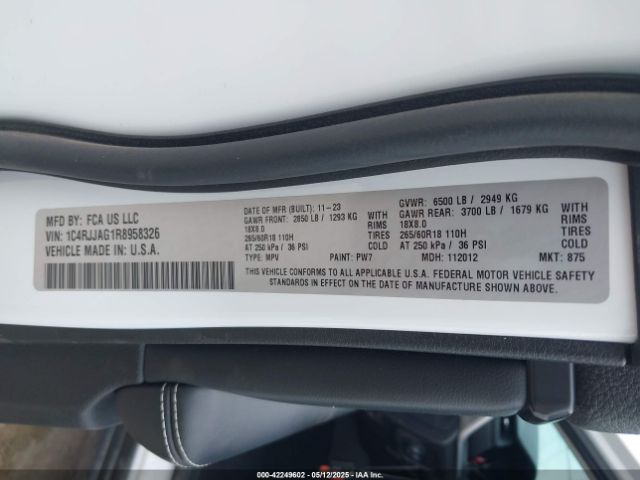 MFD BY: FCA US LLC
VIN: 1C4RJJAG1R8958326
VEHICLE MADE IN U.S.A.
DATE OF MFR (BUILT): 11-23
GAWR FRONT: 2850 LB / 1293 KG WITH
18X8.0 RIMS
265/60R18 110H TIRES
AT 250 kPa / 36 PSI
TYPE: MPV PAINT: PW7
GVWR: 6500 LB / 2949 KG
GAWR REAR: 3700 LB / 1679 KG WITH
18X8.0 RIMS
265/60R18 110H TIRES
AT 250 kPa / 36 PSI
MDH: 112012 MKT: 875
THIS VEHICLE CONFORMS TO ALL APPLICABLE U.S.A. FEDERAL MOTOR VEHICLE SAFETY
STANDARDS IN EFFECT ON THE DATE OF MANUFACTURE SHOWN ABOVE.
000-42249602 - 05/12/2025 - IAAI.COM